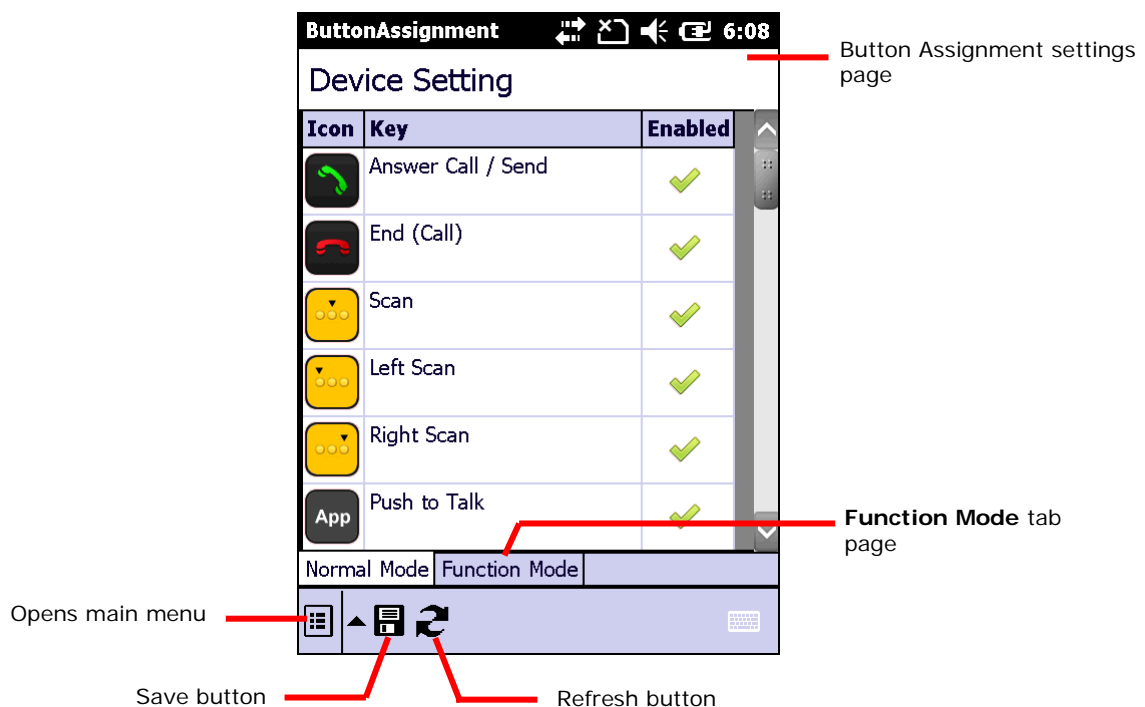 ButtonAssignment 6:08
Button Assignment settings
page
Device Setting
Icon Key Enabled
Answer Call / Send
End (Call)
Scan
Left Scan
Right Scan
App Push to Talk
Function Mode tab
page
Normal Mode Function Mode
Opens main menu
Save button
Refresh button